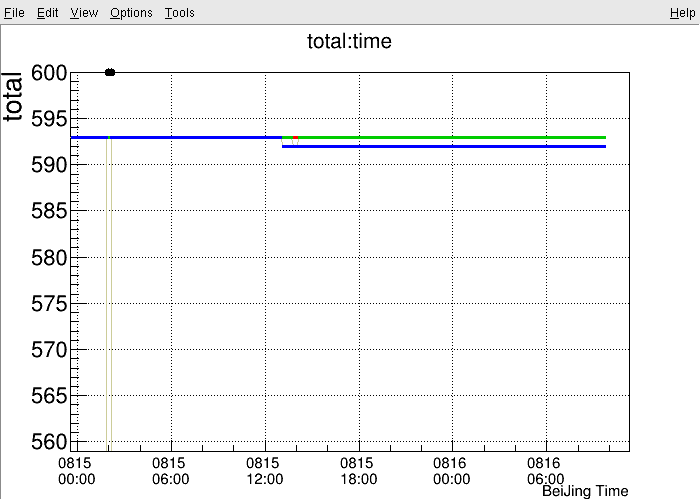 File Edit View Options Tools Help
total:time
total
600
595
590
585
580
575
570
565
560
0815 0815 0815 0815 0816 0816
00:00 06:00 12:00 18:00 00:00 06:00
BeiJing Time